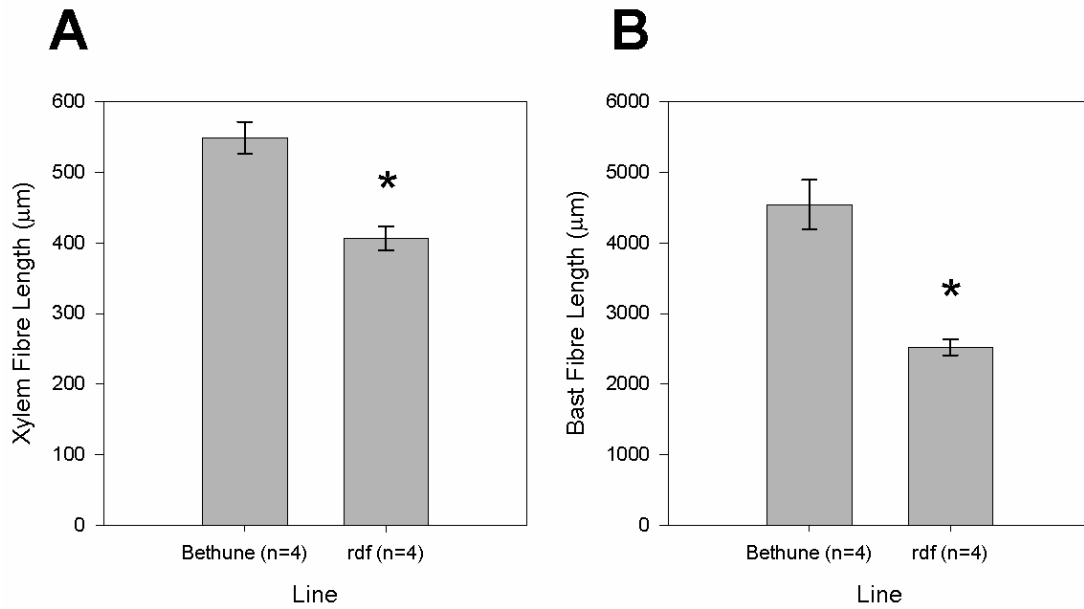 A
Xylem Fibre Length (μm)
600
500
400
300
200
100
0
*
Bethune (n=4)
rdf (n=4)
Line
B
Bast Fibre Length (μm)
6000
5000
4000
3000
2000
1000
0
*
Bethune (n=4)
rdf (n=4)
Line